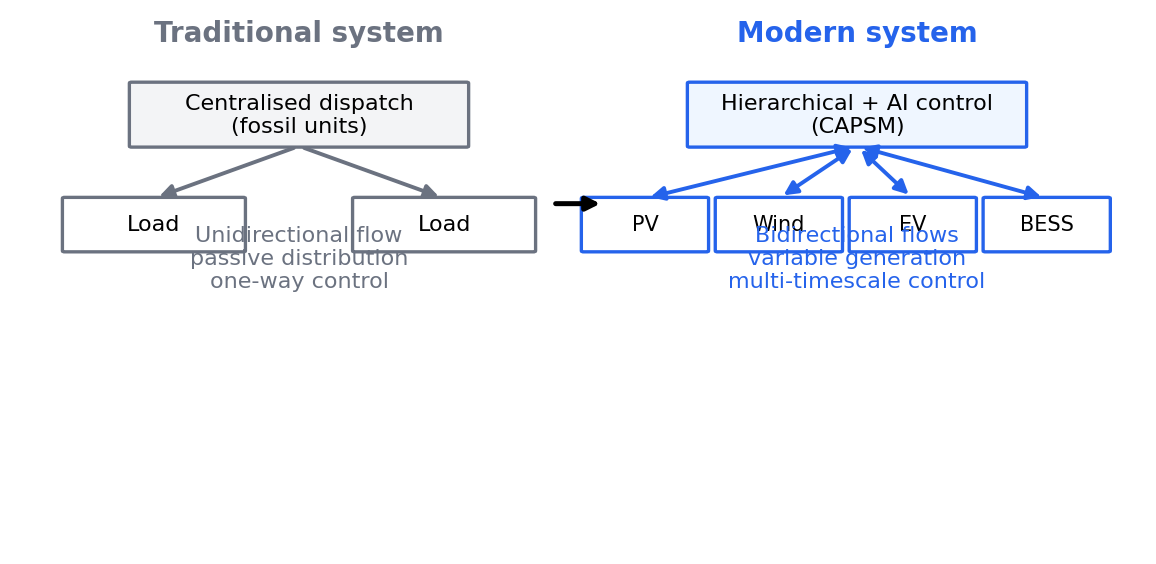 Traditional system
Centralised dispatch
(fossil units)
Load
Load
Unidirectional flow
passive distribution
one-way control
Modern system
Hierarchical + AI control
(CAPSM)
PV
Wind
EV
BESS
Bidirectional flows
variable generation
multi-timescale control